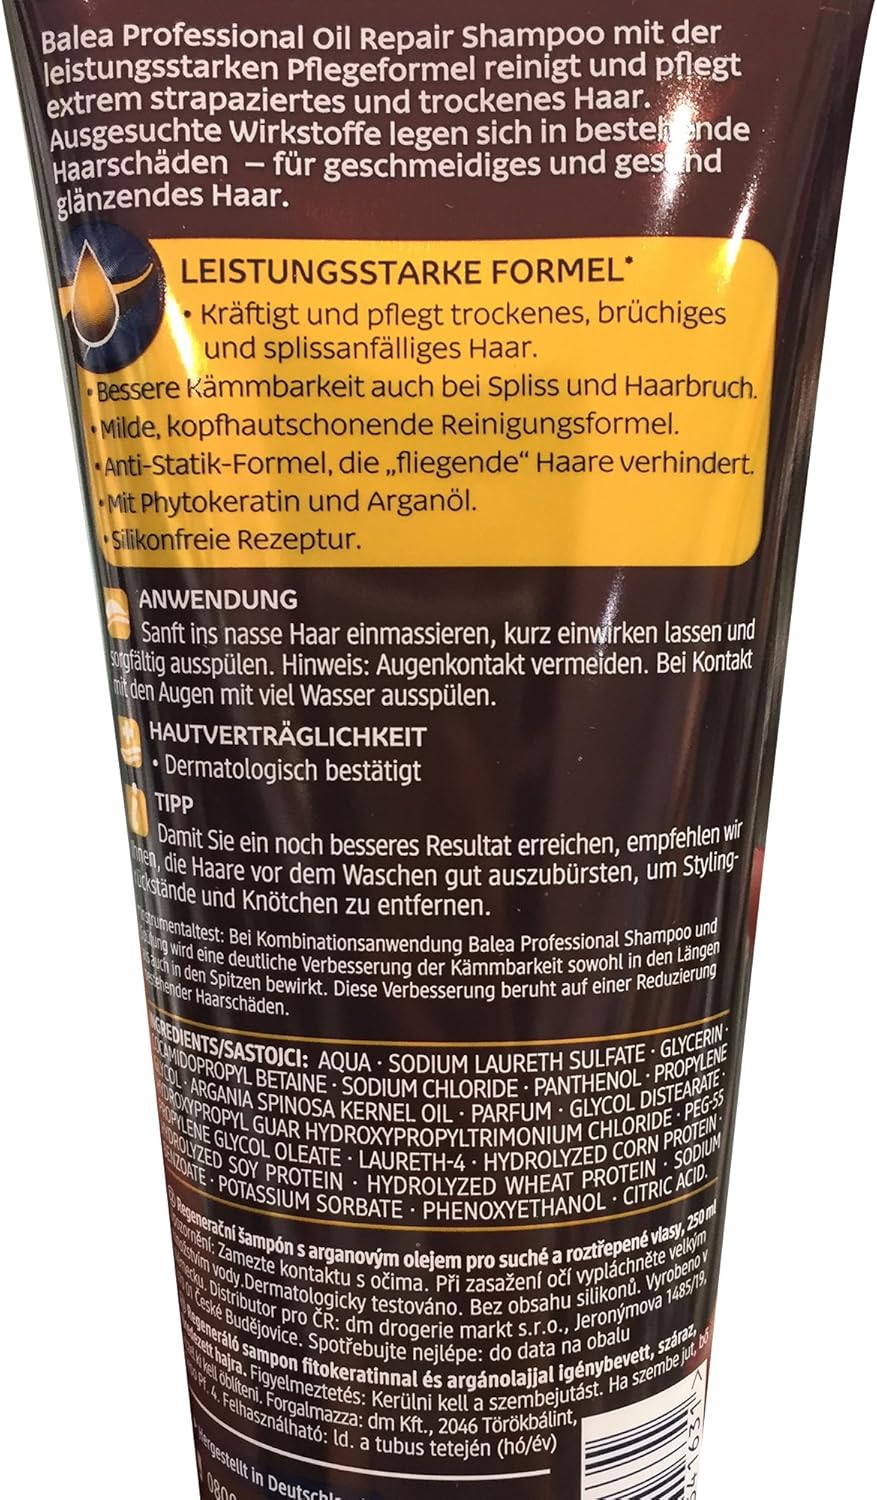 Balea Professional Oil Repair Shampoo mit der
leistungsstarken Pflegeformel reinigt und pflegt
extrem strapaziertes und trockenes Haar.
Ausgesuchte Wirkstoffe legen sich in bestehende
Haarschäden – für geschmeidiges und gesund
glänzendes Haar.
LEISTUNGSSTARKE FORMEL*
• Kräftigt und pflegt trockenes, brüchiges
und splissanfälliges Haar.
• Bessere Kämmbarkeit auch bei Spliss und Haarbruch.
• Milde, kopfhautschonende Reinigungsformel.
• Anti-Statik-Formel, die „fliegende“ Haare verhindert.
• Mit Phytokeratin und Arganöl.
• Silikonfreie Rezeptur.
ANWENDUNG
Sanft ins nasse Haar einmassieren, kurz einwirken lassen und
sorgfältig ausspülen. Hinweis: Augenkontakt vermeiden. Bei Kontakt
mit den Augen mit viel Wasser ausspülen.
HAUTVERTRÄGLICHKEIT
• Dermatologisch bestätigt
TIPP
Damit Sie ein noch besseres Resultat erreichen, empfehlen wir
Ihnen, die Haare vor dem Waschen gut auszubürsten, um Styling-
rückstände und Knötchen zu entfernen.
Instrumentaltest: Bei Kombinationsanwendung Balea Professional Shampoo und
wird eine deutliche Verbesserung der Kämmbarkeit sowohl in den Längen
als auch in den Spitzen bewirkt. Diese Verbesserung beruht auf einer Reduzierung
bestehender Haarschäden.
INGREDIENTS/SASTOJCI: AQUA · SODIUM LAURETH SULFATE · GLYCERIN ·
COCAMIDOPROPYL BETAINE · SODIUM CHLORIDE · PANTHENOL · PROPYLENE
GLYCOL · ARGANIA SPINOSA KERNEL OIL · PARFUM · GLYCOL DISTEARATE ·
HYDROXYPROPYL GUAR HYDROXYPROPYLTRIMONIUM CHLORIDE · PEG-55
PROPYLENE GLYCOL OLEATE · LAURETH-4 · HYDROLYZED CORN PROTEIN ·
HYDROLYZED SOY PROTEIN · HYDROLYZED WHEAT PROTEIN · SODIUM
BENZOATE · POTASSIUM SORBATE · PHENOXYETHANOL · CITRIC ACID.
Regenerační šampón s arganovým olejem pro suché a roztřepené vlasy, 250 ml
Upozornění: Zamezte kontaktu s očima. Při zasažení očí vypláchněte velkým
množstvím vody. Dermatologicky testováno. Bez obsahu silikonů. Vyrobeno v
Německu. Distributor pro ČR: dm drogerie markt s.r.o., Jeronýmova 1485/19,
01 České Budějovice. Spotřebujte nejlépe: do data na obalu
Regeneráló sampon fitokeratinnal és argánolajjal igénybevett, száraz,
hajra. Figyelmeztetés: Kerülni kell a szembejutást. Ha szembe jut, bő
ki kell öblíteni. Forgalmazza: dm Kft., 2046 Törökbálint,
Pf. 4. Felhasználható: ld. a tubus tetején (hó/év)
Hergestellt in
0800